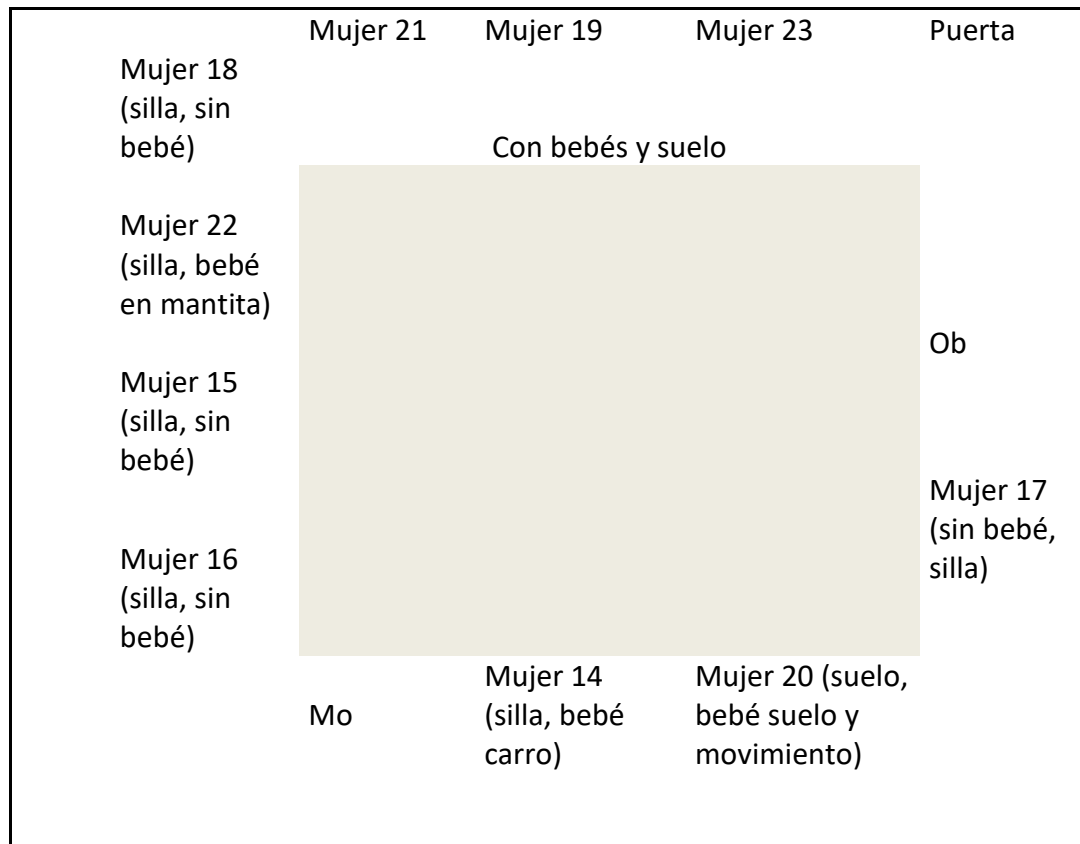 Mujer 21 Mujer 19 Mujer 23 Puerta
Mujer 18
(silla, sin
bebé)
Con bebés y suelo
Mujer 22
(silla, bebé
en mantita)
Ob
Mujer 15
(silla, sin
bebé)
Mujer 17
(sin bebé,
silla)
Mujer 16
(silla, sin
bebé)
Mo
Mujer 14
(silla, bebé
carro)
Mujer 20 (suelo,
bebé suelo y
movimiento)